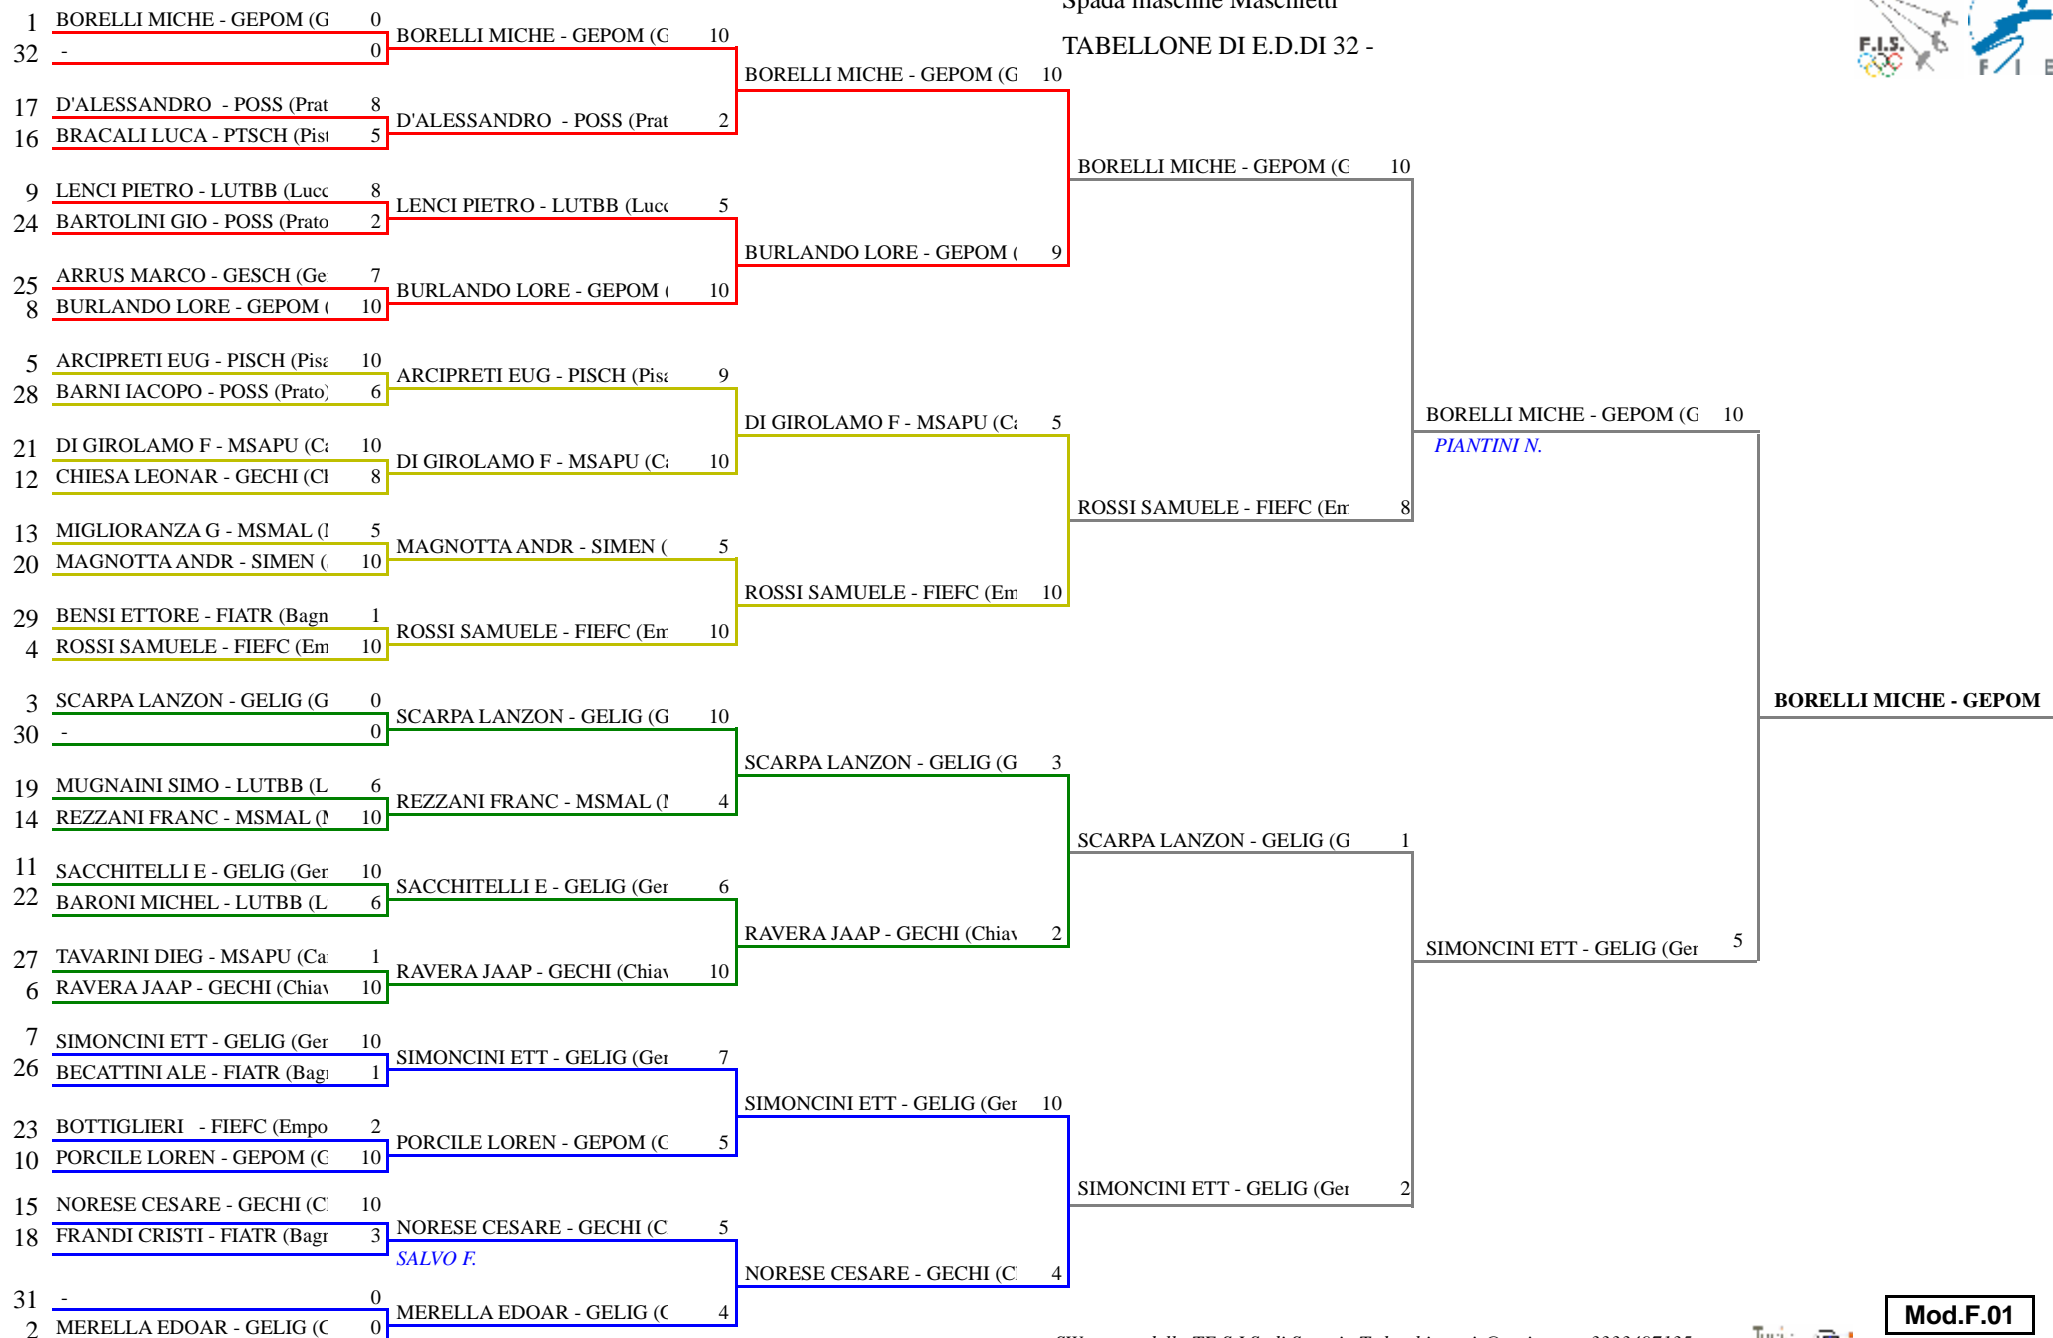 Spada maschile Maschietti
TABELLONE DI E.D.DI 32 -
F.I.S.
F I E
1 BORELLI MICHE - GEPOM (G 0
32 - 0
17 D'ALESSANDRO - POSS (Prat 8
16 BRACALI LUCA - PTSCH (Pist 5
9 LENCI PIETRO - LUTBB (Lucc 8
24 BARTOLINI GIO - POSS (Prato 2
25 ARRUS MARCO - GESCH (Ge 7
8 BURLANDO LORE - GEPOM ( 10
5 ARCIPRETI EUG - PISCH (Pisa 10
28 BARNI IACOPO - POSS (Prato) 6
21 DI GIROLAMO F - MSAPU (Ca 10
12 CHIESA LEONAR - GECHI (Ch 8
13 MIGLIORANZA G - MSMAL (M 5
20 MAGNOTTA ANDR - SIMEN ( 10
29 BENSI ETTORE - FIATR (Bagn 1
4 ROSSI SAMUELE - FIEFC (Em 10
3 SCARPA LANZON - GELIG (G 0
30 - 0
19 MUGNAINI SIMO - LUTBB (L 6
14 REZZANI FRANC - MSMAL (M 10
11 SACCHITELLI E - GELIG (Gen 10
22 BARONI MICHEL - LUTBB (L 6
27 TAVARINI DIEG - MSAPU (Ca 1
6 RAVERA JAAP - GECHI (Chiav 10
7 SIMONCINI ETT - GELIG (Gen 10
26 BECATTINI ALE - FIATR (Bagn 1
23 BOTTIGLIERI - FIEFC (Empo 2
10 PORCILE LOREN - GEPOM (G 10
15 NORESE CESARE - GECHI (C 10
18 FRANDI CRISTI - FIATR (Bagn 3
31 - 0
2 MERELLA EDOAR - GELIG (G 0
BORELLI MICHE - GEPOM (G 10
D'ALESSANDRO - POSS (Prat 2
LENCI PIETRO - LUTBB (Lucc 5
BURLANDO LORE - GEPOM ( 10
ARCIPRETI EUG - PISCH (Pisa 9
DI GIROLAMO F - MSAPU (Ca 10
MAGNOTTA ANDR - SIMEN ( 5
ROSSI SAMUELE - FIEFC (Em 10
SCARPA LANZON - GELIG (G 10
REZZANI FRANC - MSMAL (M 4
SACCHITELLI E - GELIG (Gen 6
RAVERA JAAP - GECHI (Chiav 10
SIMONCINI ETT - GELIG (Gen 7
PORCILE LOREN - GEPOM (G 5
NORESE CESARE - GECHI (C 5
SALVO F.
MERELLA EDOAR - GELIG (G 4
BORELLI MICHE - GEPOM (G 10
BURLANDO LORE - GEPOM ( 9
DI GIROLAMO F - MSAPU (Ca 5
ROSSI SAMUELE - FIEFC (Em 10
SCARPA LANZON - GELIG (G 3
RAVERA JAAP - GECHI (Chiav 2
SIMONCINI ETT - GELIG (Gen 10
NORESE CESARE - GECHI (C 4
BORELLI MICHE - GEPOM (G 10
ROSSI SAMUELE - FIEFC (Em 8
SCARPA LANZON - GELIG (G 1
SIMONCINI ETT - GELIG (Gen 2
BORELLI MICHE - GEPOM (G 10
PIANTINI N.
SIMONCINI ETT - GELIG (Gen 5
BORELLI MICHE - GEPOM
Mod.F.01